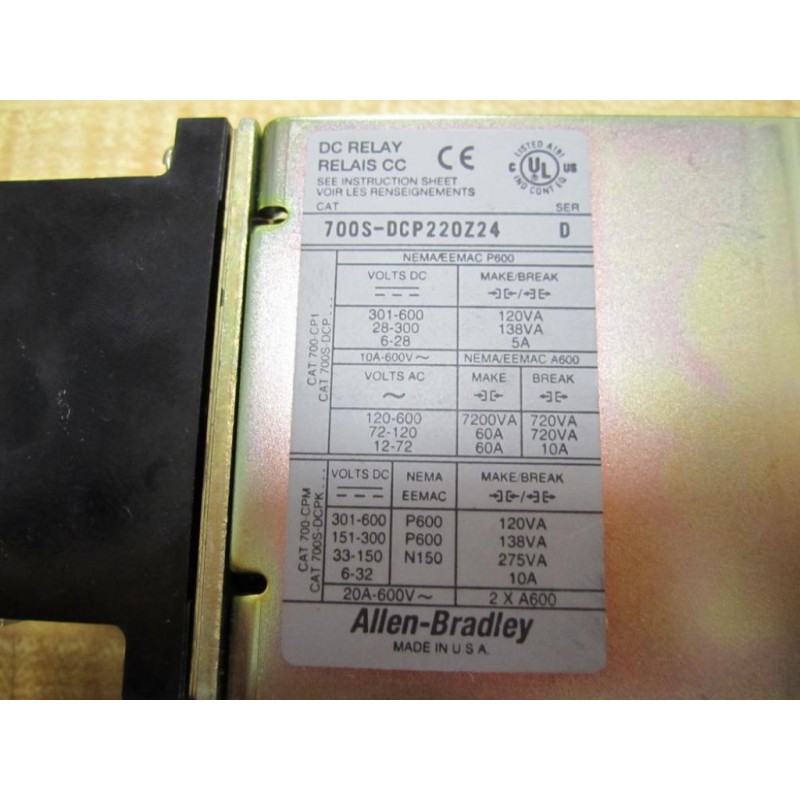 DC RELAY
RELAIS CC
CE
LISTED A181
C UL US
IND CONT EQ
SEE INSTRUCTION SHEET
VOIR LES RENSEIGNEMENTS
CAT SER
700S-DCP220Z24 D
NEMA/EEMAC P600
VOLTS DC MAKE/BREAK
301-600 120VA
28-300 138VA
6-28 5A
CAT 700-CP1
CAT 700S-DCP...
10A-600V~ NEMA/EEMAC A600
VOLTS AC MAKE BREAK
~
120-600 7200VA 720VA
72-120 60A 720VA
12-72 60A 10A
VOLTS DC NEMA MAKE/BREAK
EEMAC
CAT 700-CPM
CAT 700S-DCPK...
301-600 P600 120VA
151-300 P600 138VA
33-150 N150 275VA
6-32 10A
20A-600V~ 2 X A600
Allen-Bradley
MADE IN U.S.A.